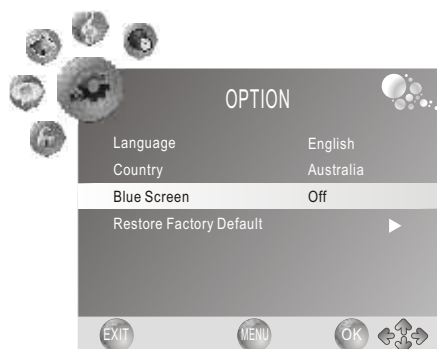 OPTION
Language English
Country Australia
Blue Screen Off
Restore Factory Default
EXIT MENU OK